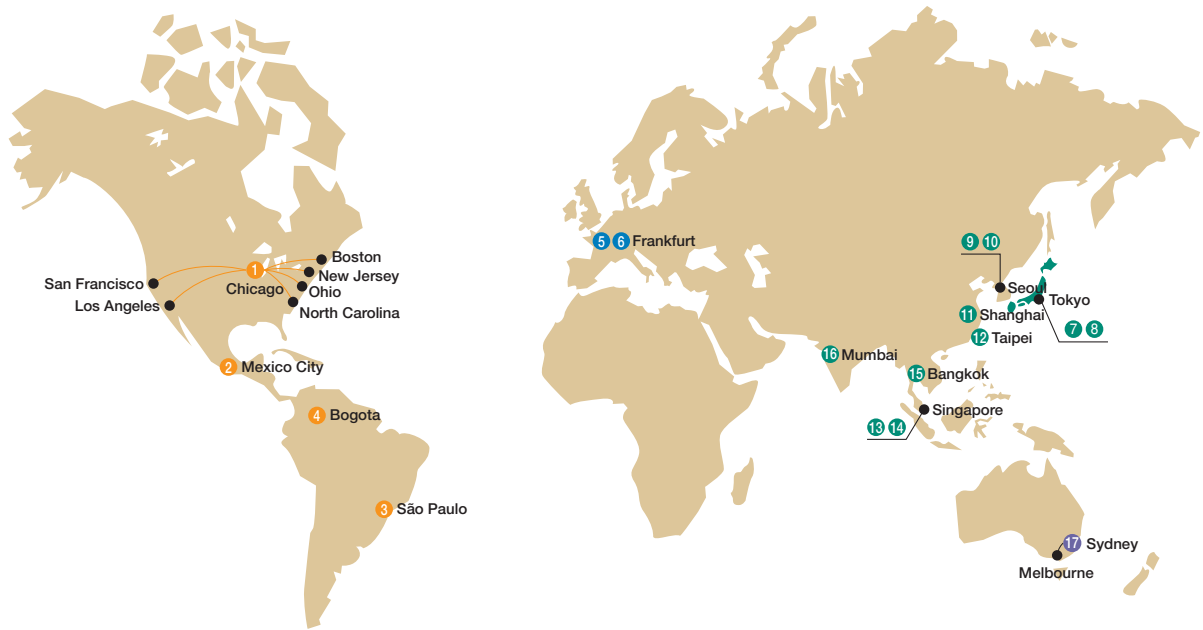 Boston
1
New Jersey
San Francisco
Chicago
Ohio
Los Angeles
North Carolina
2 Mexico City
4 Bogota
3 São Paulo
5 6 Frankfurt
9 10
Seoul
Tokyo
11 Shanghai
7 8
12 Taipei
16 Mumbai
15 Bangkok
Singapore
13 14
17 Sydney
Melbourne